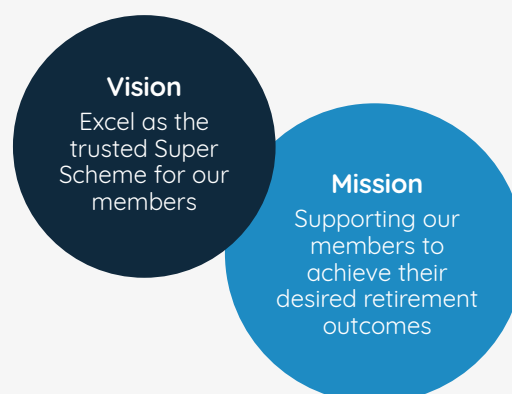 Vision
Excel as the
trusted Super
Scheme for our
members
Mission
Supporting our
members to
achieve their
desired retirement
outcomes